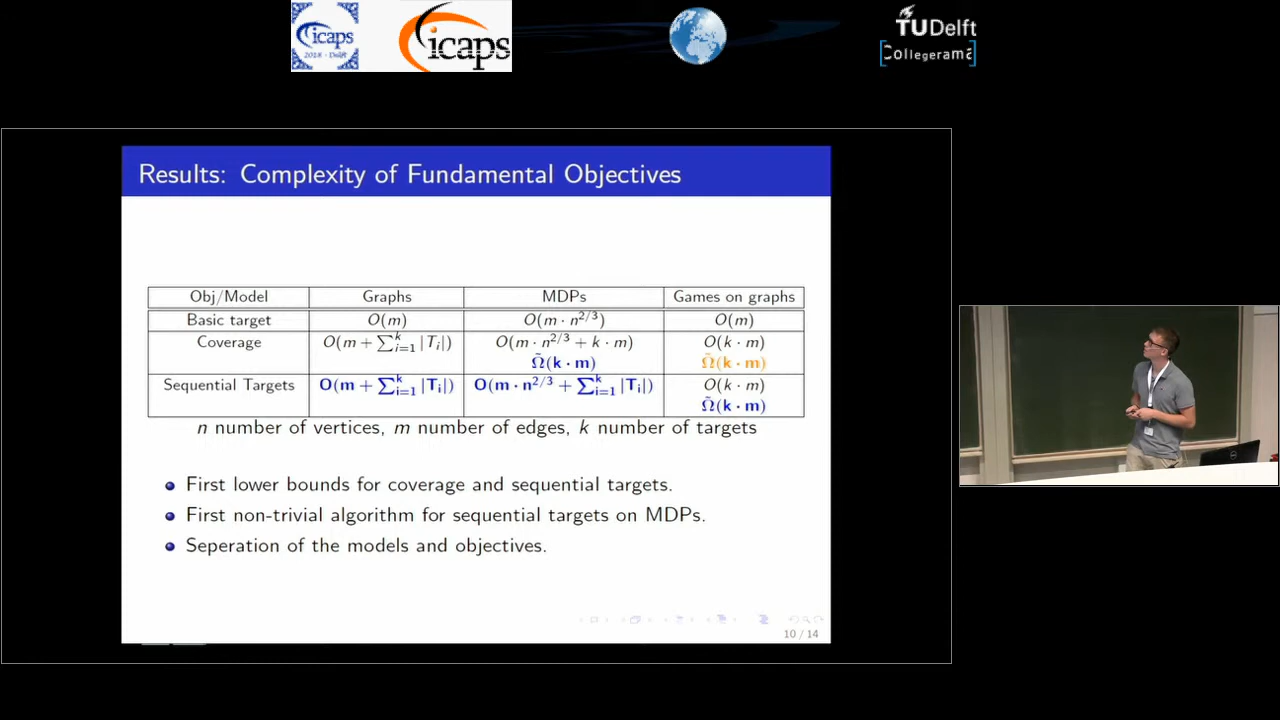 icaps
2018 - Delft
icaps
TUDelft
Collegerama
Results: Complexity of Fundamental Objectives
Obj/Model Graphs MDPs Games on graphs
Basic target O(m) O(m · n^{2/3}) O(m)
Coverage O(m + ∑_{i=1}^{k} |T_i|) O(m · n^{2/3} + k · m) O(k · m)
Ω̃(k · m) Ω̃(k · m)
Sequential Targets O(m + ∑_{i=1}^{k} |T_i|) O(m · n^{2/3} + ∑_{i=1}^{k} |T_i|) O(k · m)
Ω̃(k · m)
n number of vertices, m number of edges, k number of targets
First lower bounds for coverage and sequential targets.
First non-trivial algorithm for sequential targets on MDPs.
Seperation of the models and objectives.
10 / 14